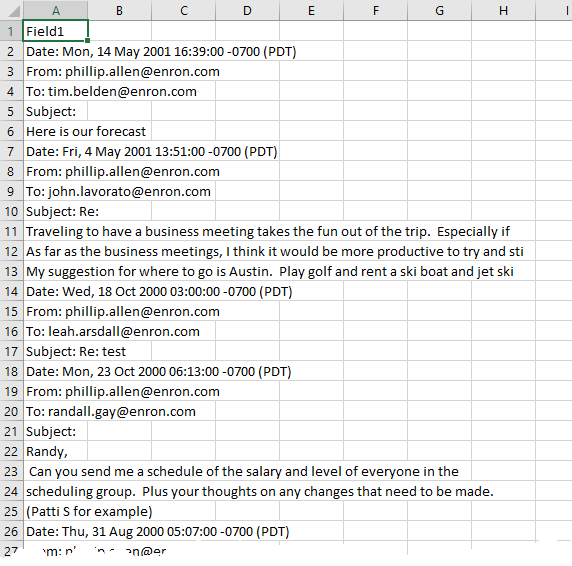 A B C D E F G H I
1 Field1
2 Date: Mon, 14 May 2001 16:39:00 -0700 (PDT)
3 From: phillip.allen@enron.com
4 To: tim.belden@enron.com
5 Subject:
6 Here is our forecast
7 Date: Fri, 4 May 2001 13:51:00 -0700 (PDT)
8 From: phillip.allen@enron.com
9 To: john.lavorato@enron.com
10 Subject: Re:
11 Traveling to have a business meeting takes the fun out of the trip.  Especially if
12 As far as the business meetings, I think it would be more productive to try and sti
13 My suggestion for where to go is Austin.  Play golf and rent a ski boat and jet ski
14 Date: Wed, 18 Oct 2000 03:00:00 -0700 (PDT)
15 From: phillip.allen@enron.com
16 To: leah.arsdall@enron.com
17 Subject: Re: test
18 Date: Mon, 23 Oct 2000 06:13:00 -0700 (PDT)
19 From: phillip.allen@enron.com
20 To: randall.gay@enron.com
21 Subject:
22 Randy,
23 Can you send me a schedule of the salary and level of everyone in the
24 scheduling group.  Plus your thoughts on any changes that need to be made.
25 (Patti S for example)
26 Date: Thu, 31 Aug 2000 05:07:00 -0700 (PDT)
27